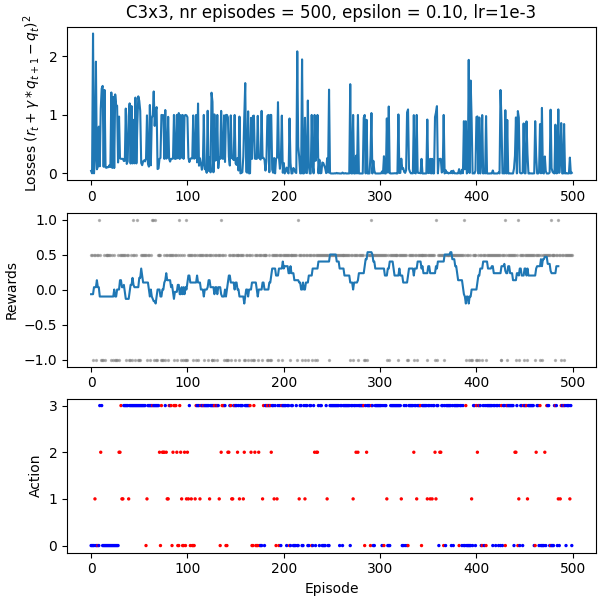 C3x3, nr episodes = 500, epsilon = 0.10, lr=1e-3
Losses (r_t + γ * q_{t+1} − q_t)^2
2
1
0
0 100 200 300 400 500
Rewards
1.0
0.5
0.0
−0.5
−1.0
0 100 200 300 400 500
Action
3
2
1
0
0 100 200 300 400 500
Episode